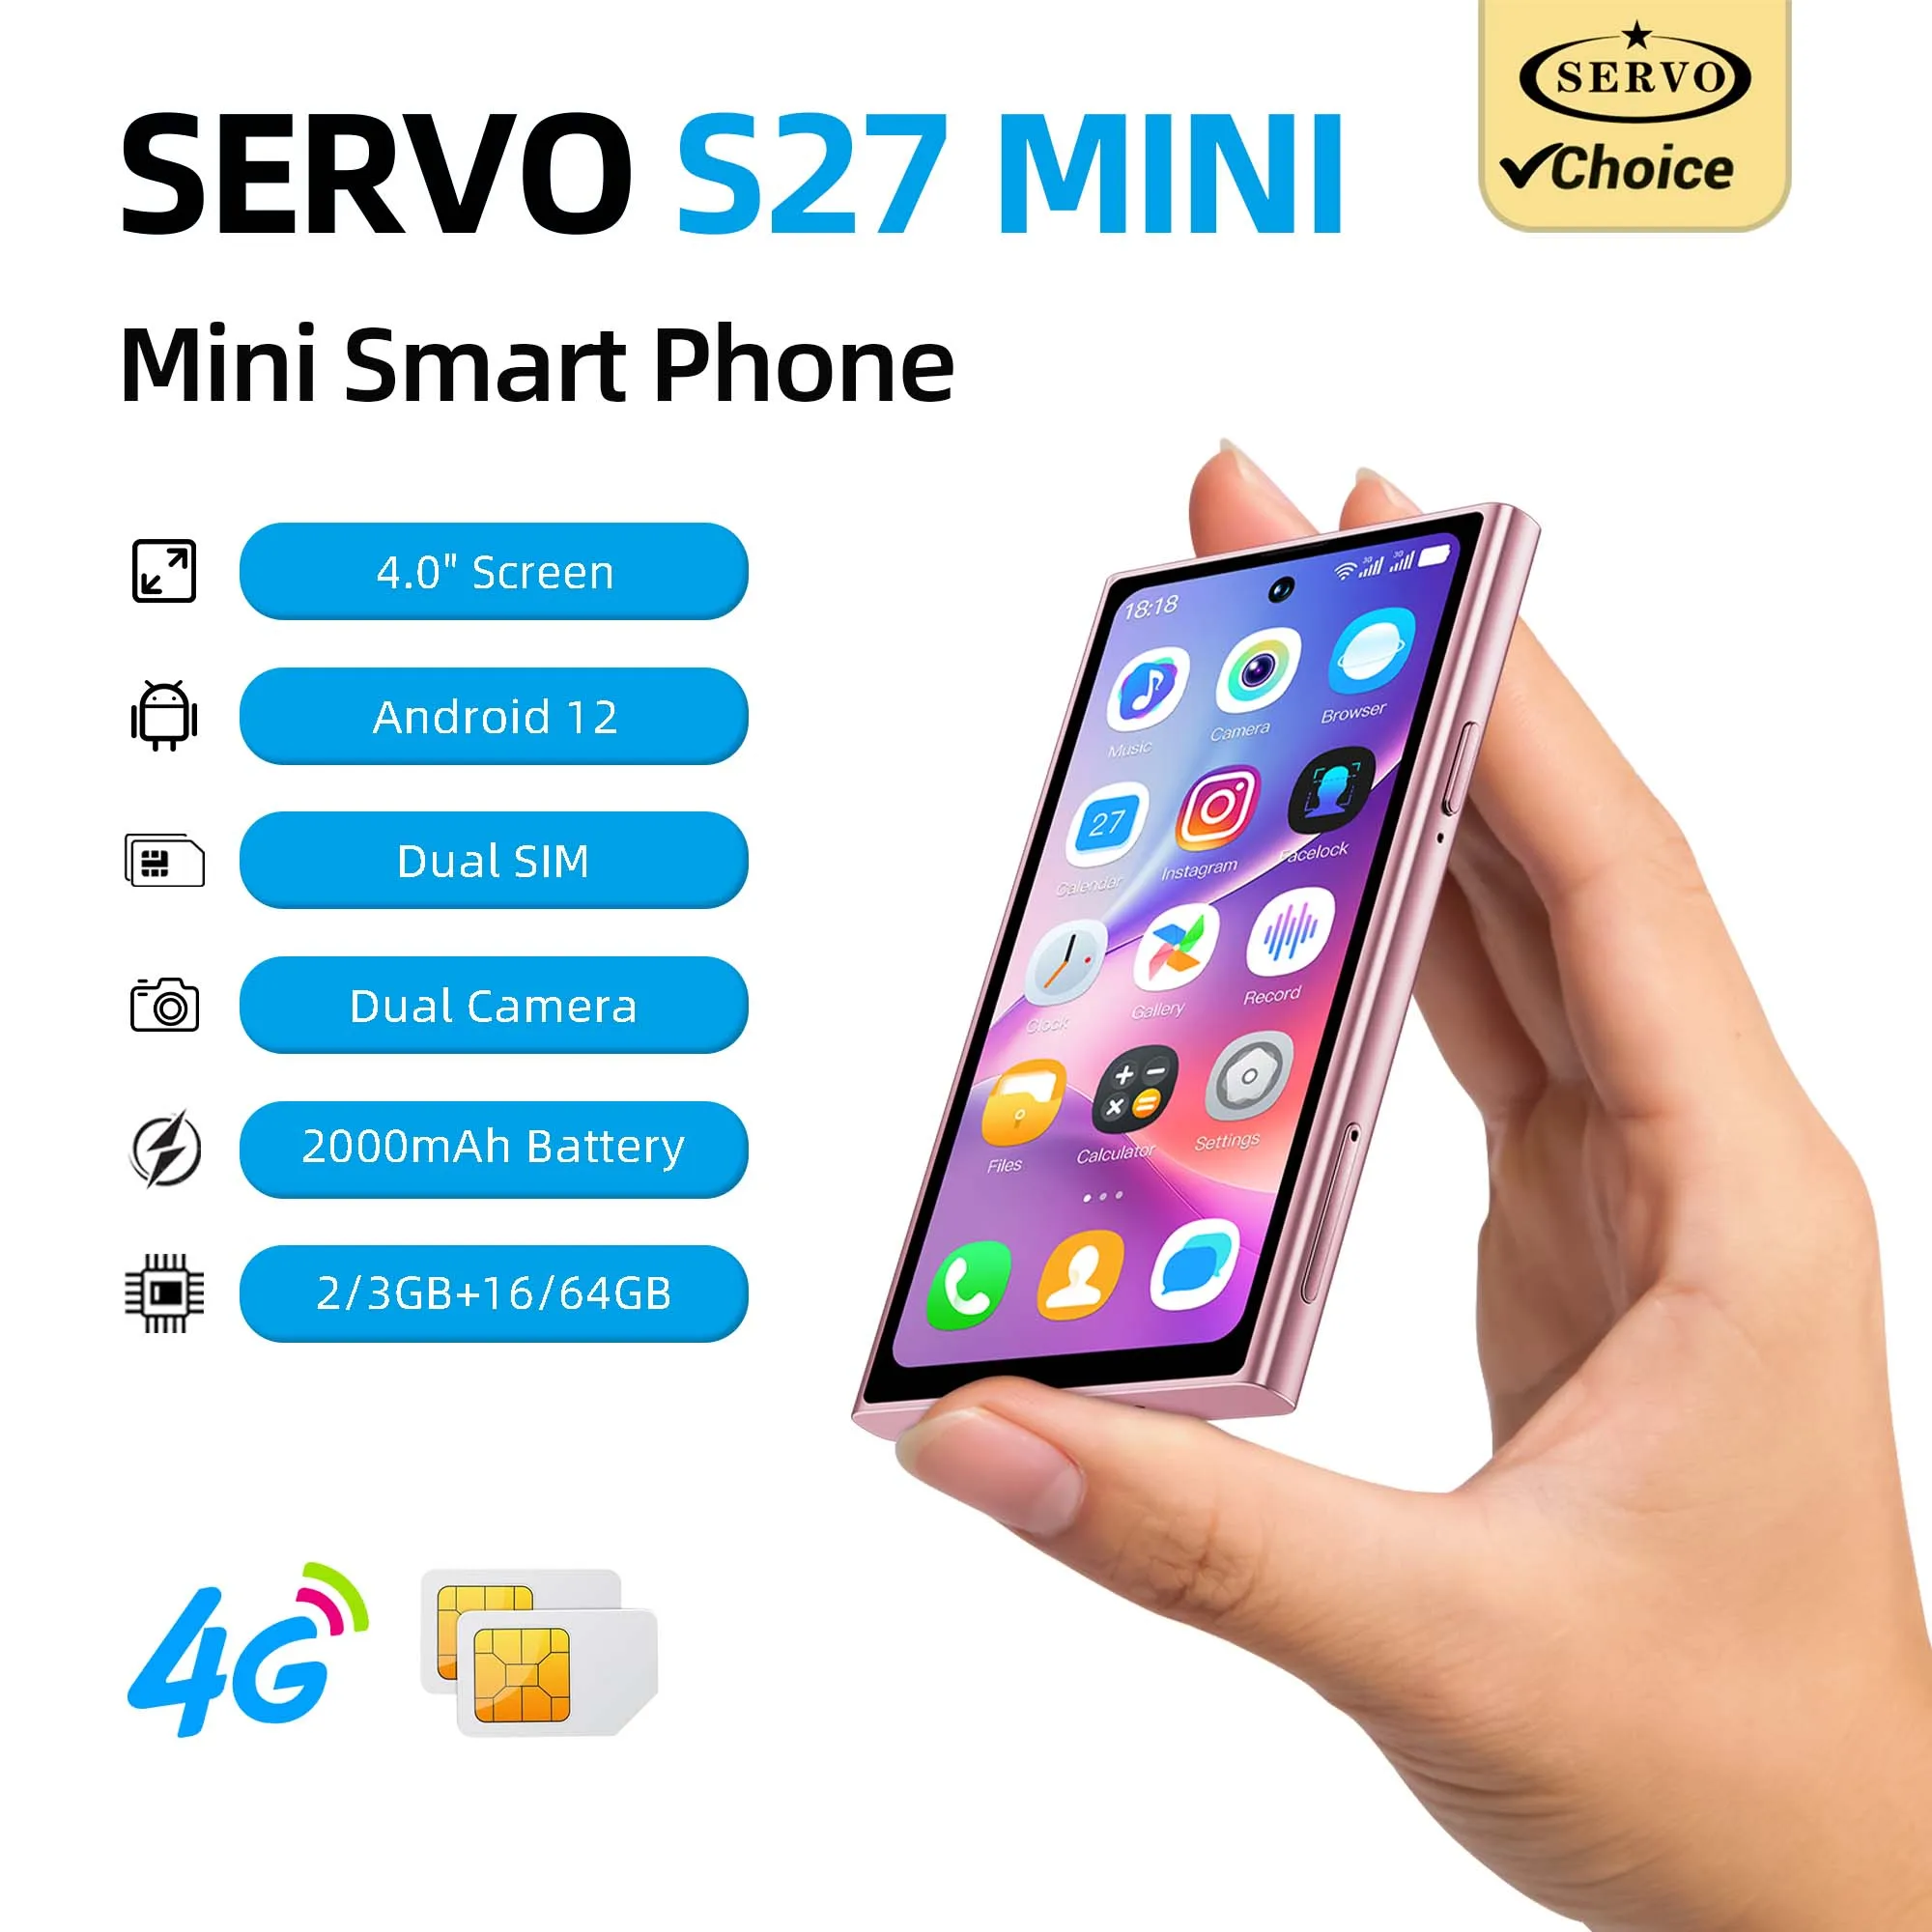 SERVO
Choice
SERVO S27 MINI
Mini Smart Phone
4.0" Screen
Android 12
Dual SIM
Dual Camera
2000mAh Battery
2/3GB+16/64GB
4G
18:18
3G 3G
Music
Camera
Browser
27
Calendar
Instagram
Facelock
Clock
Gallery
Record
Files
Calculator
Settings